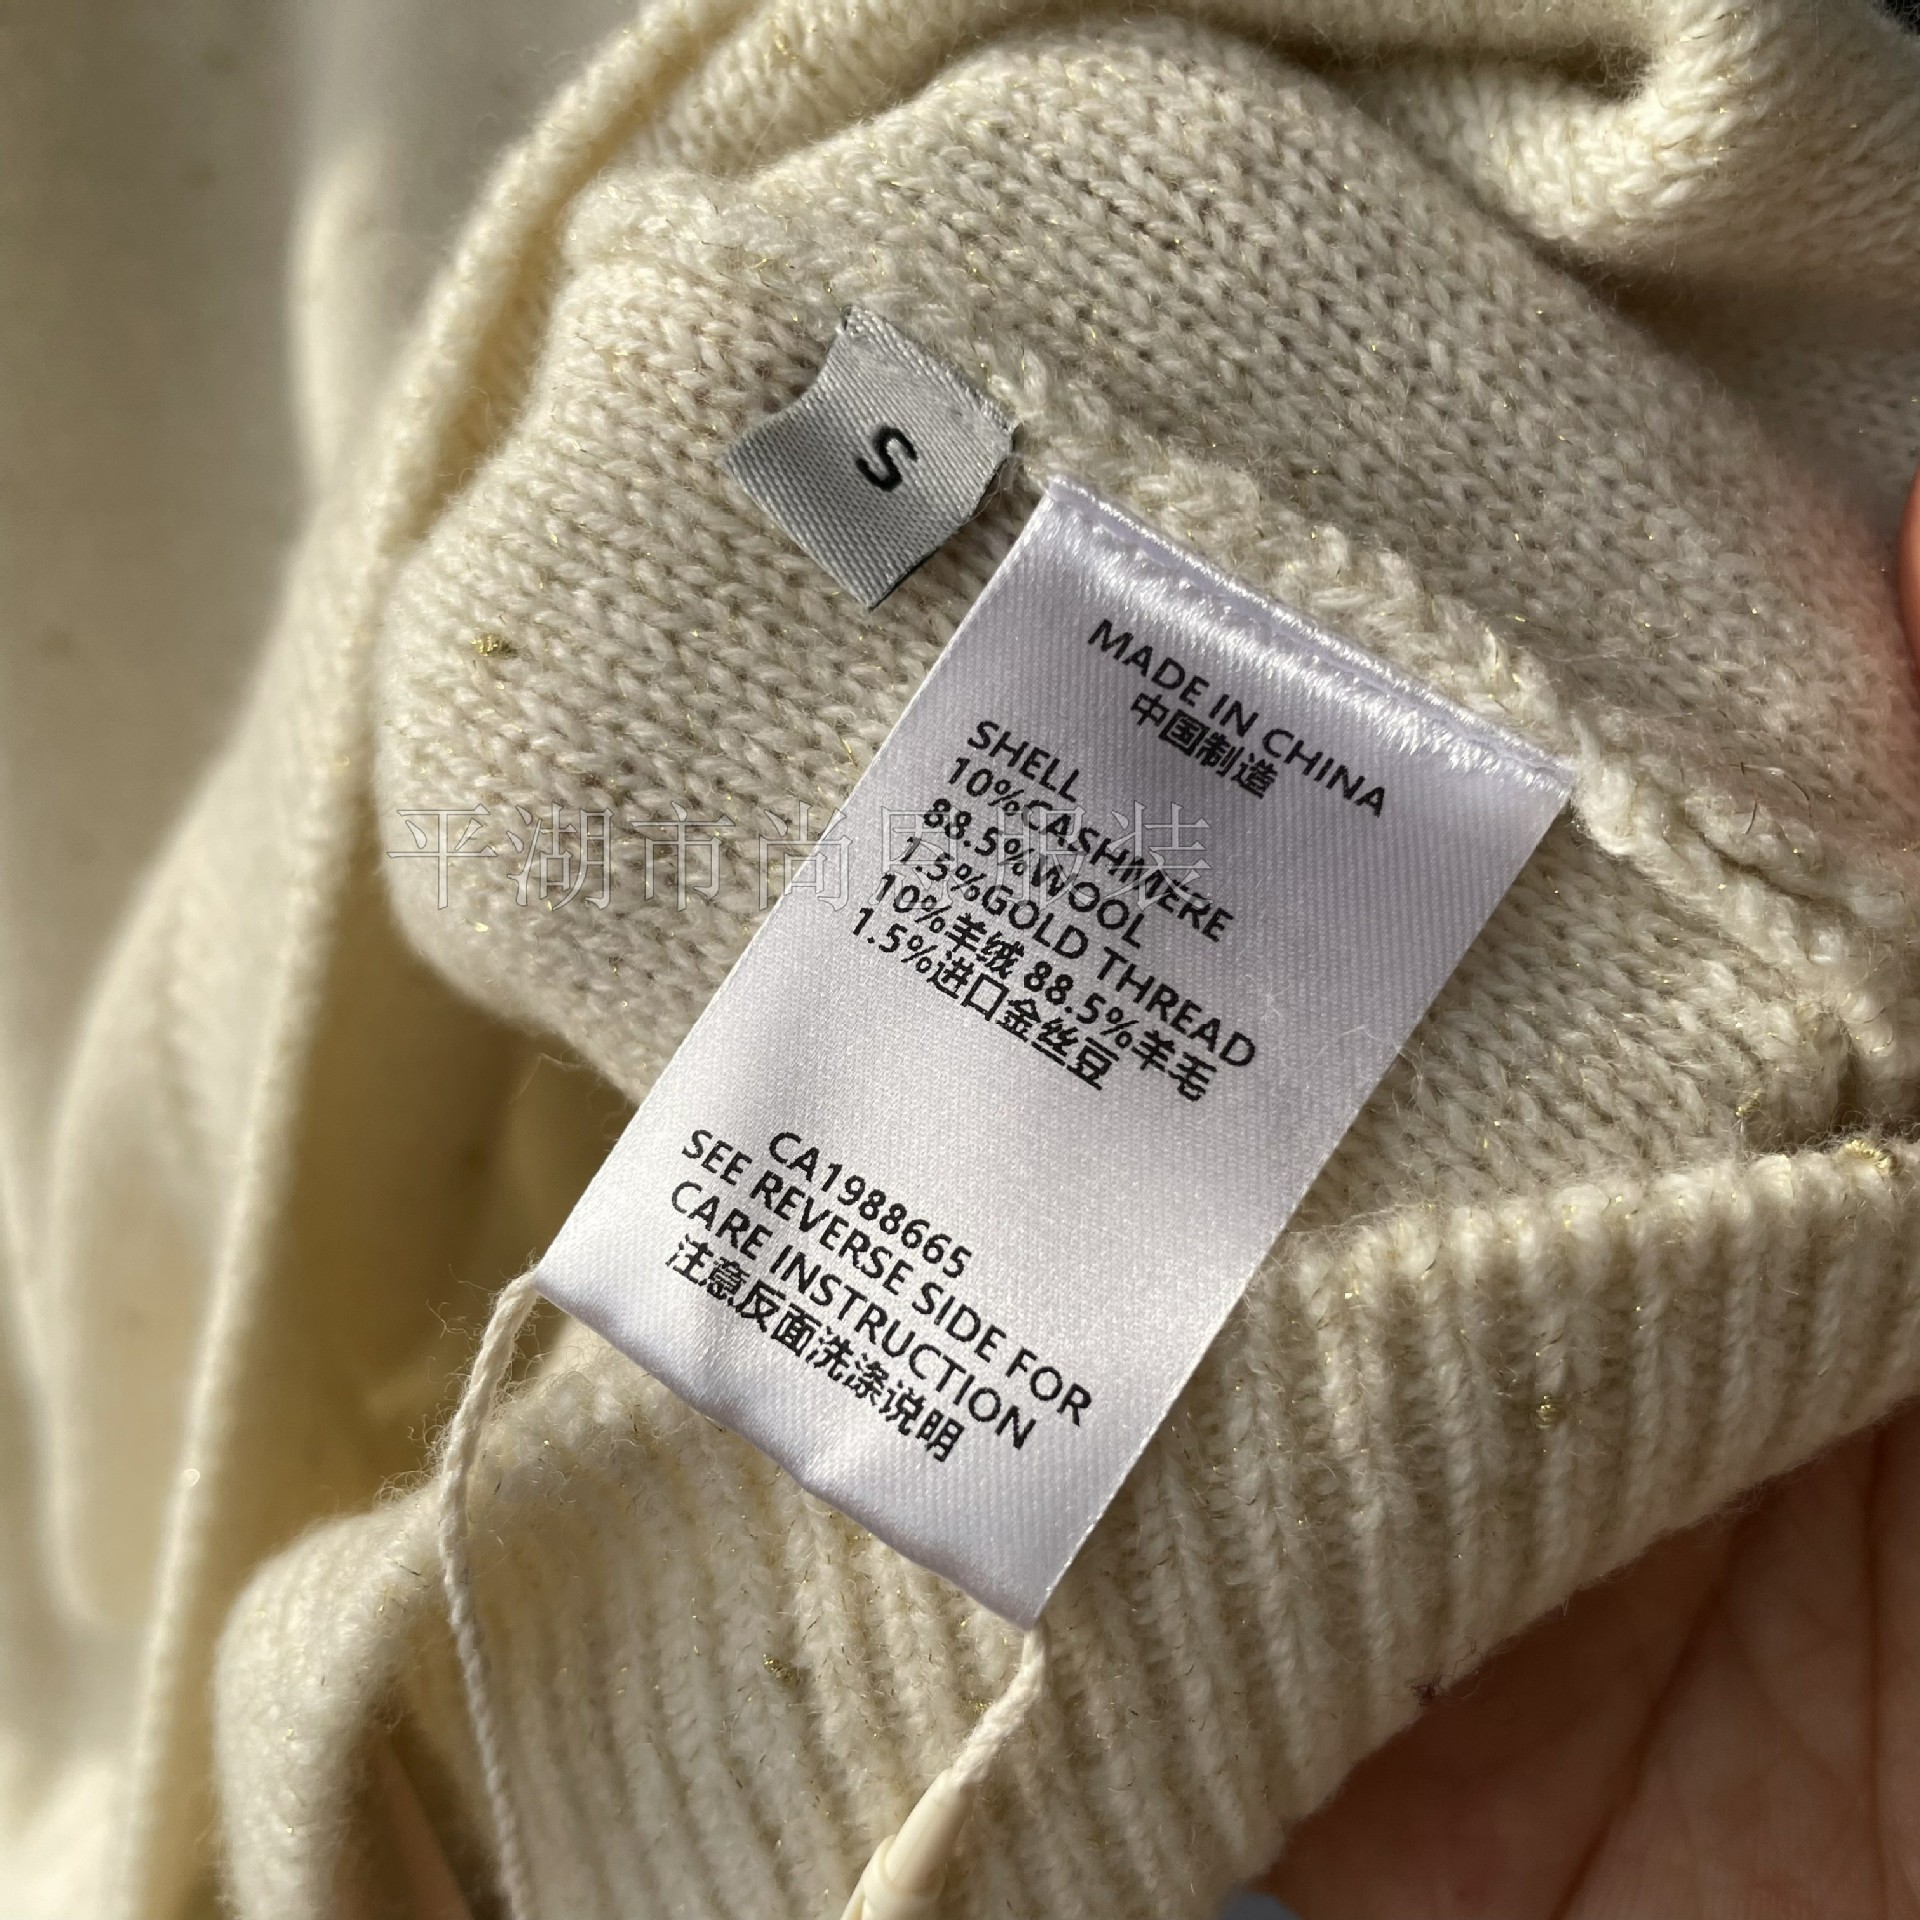 S
MADE IN CHINA
中国制造
SHELL
10%CASHMERE
88.5%WOOL
1.5%GOLD THREAD
10%羊绒 88.5%羊毛
1.5%进口金丝豆
CA1988665
SEE REVERSE SIDE FOR
CARE INSTRUCTION
注意反面洗涤说明
平湖市尚 服装